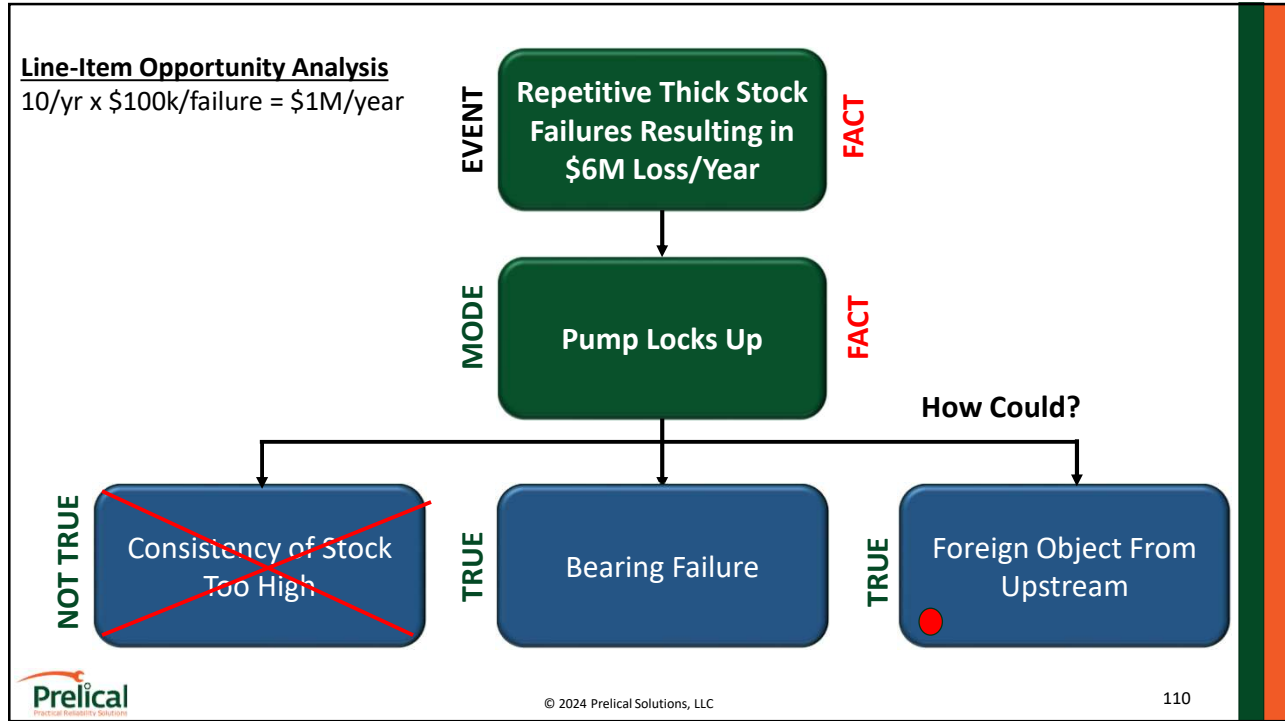 Line-Item Opportunity Analysis
10/yr x $100k/failure = $1M/year
EVENT
Repetitive Thick Stock
Failures Resulting in
$6M Loss/Year
FACT
MODE
Pump Locks Up
FACT
How Could?
NOT TRUE
Consistency of Stock
Too High
TRUE
Bearing Failure
TRUE
Foreign Object From
Upstream
Prelical
Practical Reliability Solutions
© 2024 Prelical Solutions, LLC
110